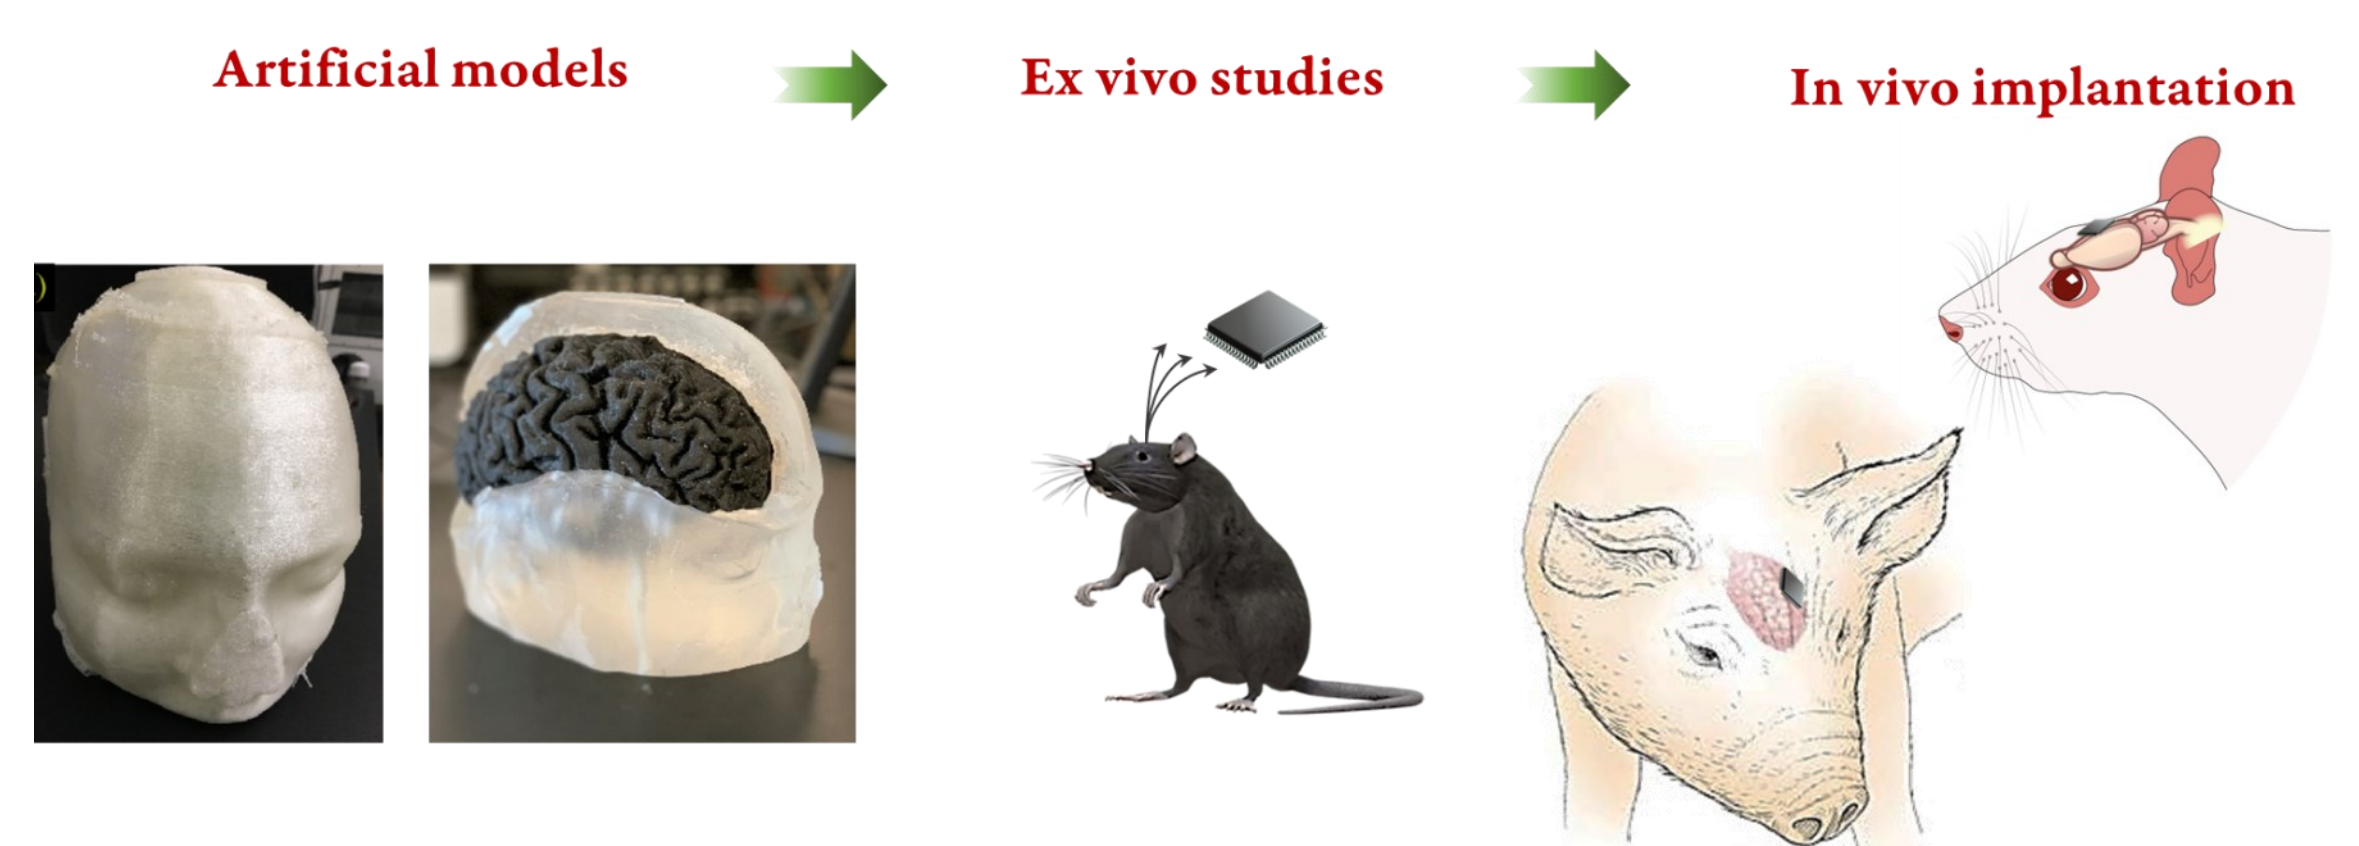 Artificial models
Ex vivo studies
In vivo implantation
)